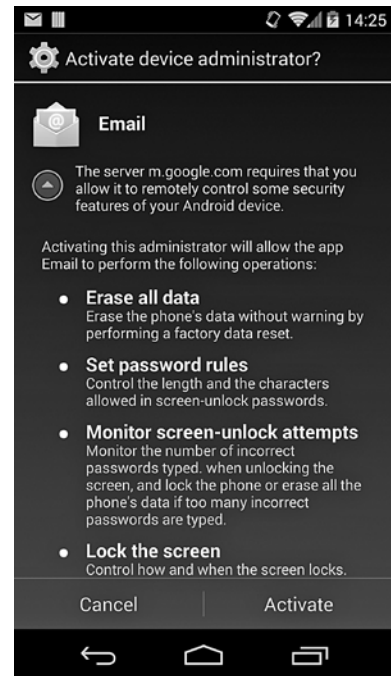 14:25
Activate device administrator?
Email
The server m.google.com requires that you
allow it to remotely control some security
features of your Android device.
Activating this administrator will allow the app
Email to perform the following operations:
• Erase all data
Erase the phone's data without warning by
performing a factory data reset.
• Set password rules
Control the length and the characters
allowed in screen-unlock passwords.
• Monitor screen-unlock attempts
Monitor the number of incorrect
passwords typed. when unlocking the
screen, and lock the phone or erase all the
phone's data if too many incorrect
passwords are typed.
• Lock the screen
Control how and when the screen locks.
Cancel Activate